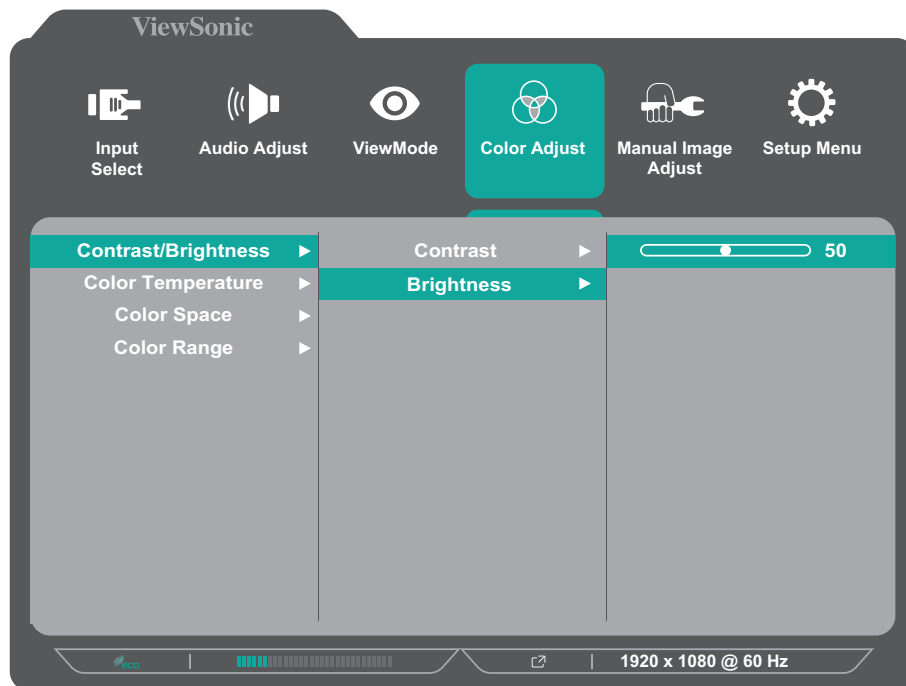 ViewSonic
Input
Select
Audio Adjust
ViewMode
Color Adjust
Manual Image
Adjust
Setup Menu
Contrast/Brightness
Contrast
50
Color Temperature
Brightness
Color Space
Color Range
eco
1920 x 1080 @ 60 Hz